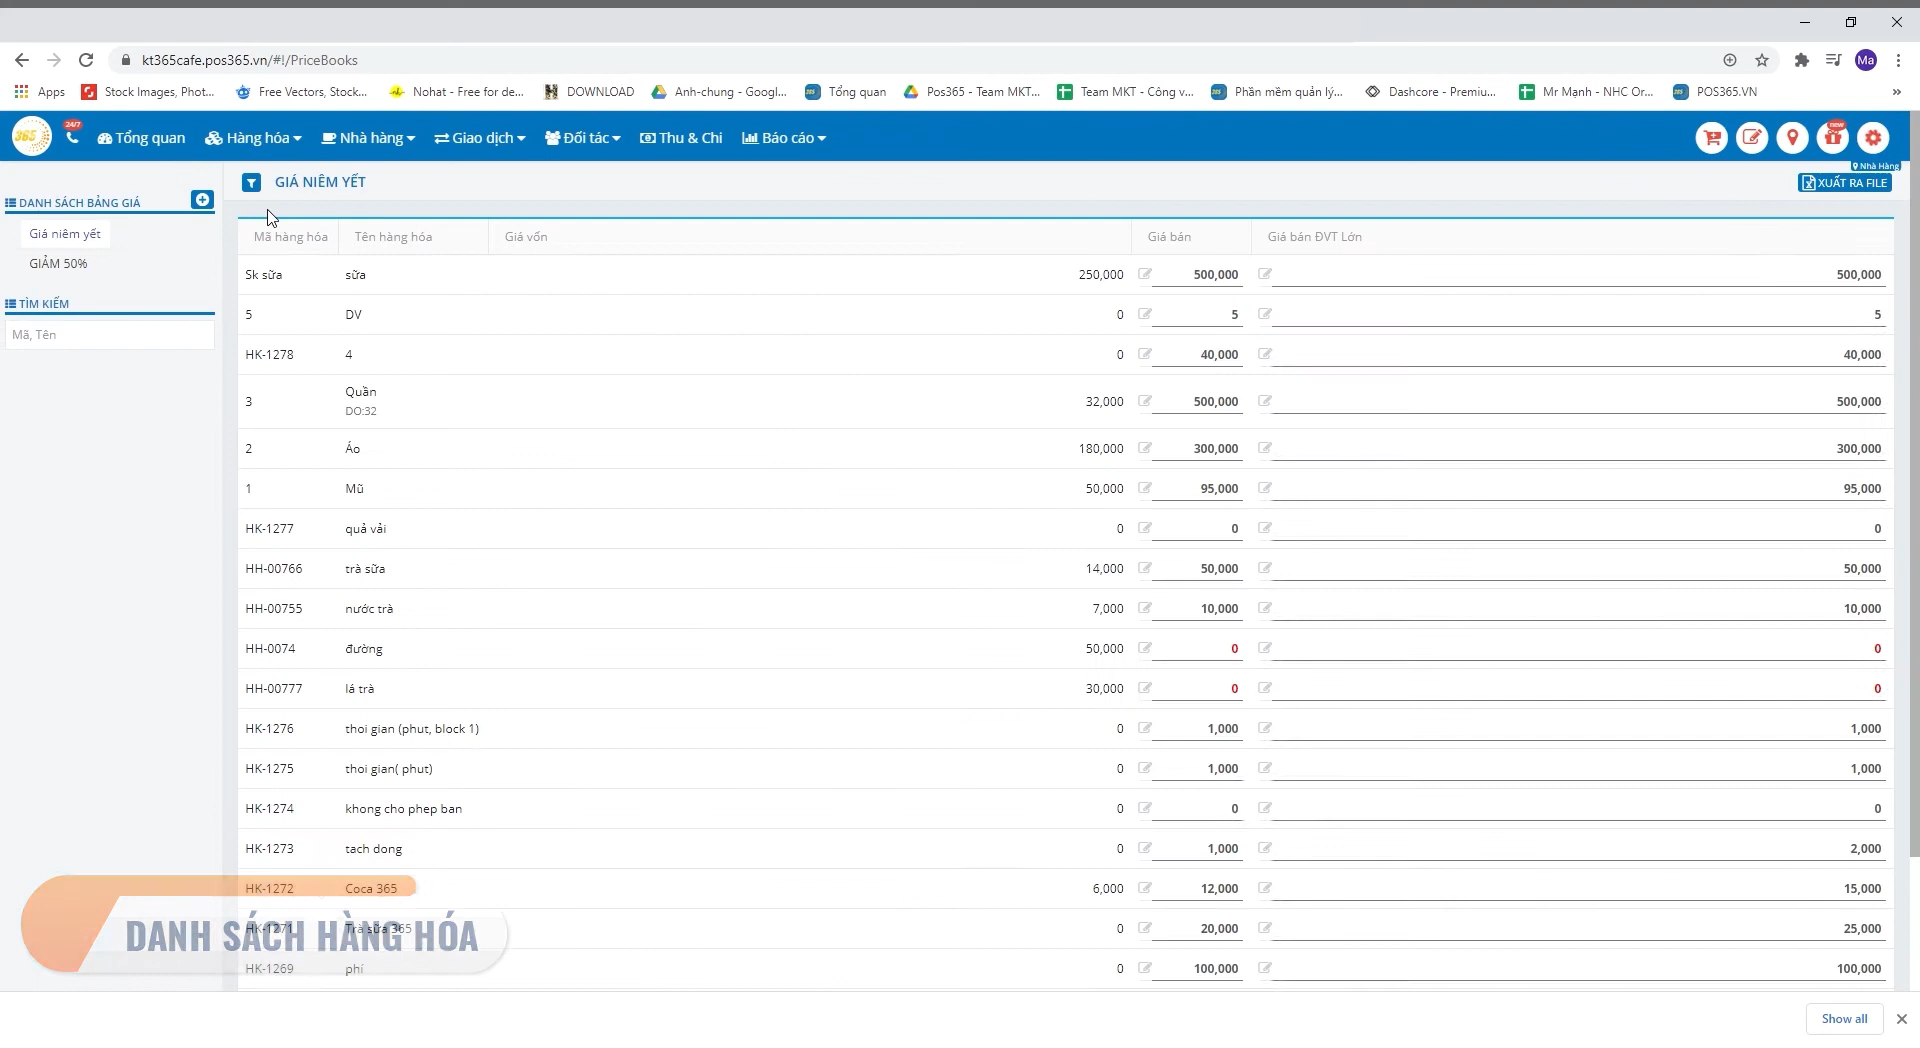 kt365cafe.pos365.vn/#!/PriceBooks
Ma
Apps
Stock Images, Phot...
Free Vectors, Stock...
Nohat - Free for de...
DOWNLOAD
Anh-chung - Googl...
Tổng quan
Pos365 - Team MKT...
Team MKT - Công v...
Phần mềm quản lý...
Dashcore - Premiu...
Mr Mạnh - NHC Or...
POS365.VN
»
365
24/7
Tổng quan
Hàng hóa
Nhà hàng
Giao dịch
Đối tác
Thu & Chi
Báo cáo
new
Nhà Hàng
DANH SÁCH BẢNG GIÁ
Giá niêm yết
GIẢM 50%
TÌM KIẾM
Mã, Tên
GIÁ NIÊM YẾT
XUẤT RA FILE
Mã hàng hóa Tên hàng hóa Giá vốn Giá bán Giá bán ĐVT Lớn
Sk sữa sữa 250,000 500,000 500,000
5 DV 0 5 5
HK-1278 4 0 40,000 40,000
3 Quần 32,000 500,000 500,000
DO:32
2 Áo 180,000 300,000 300,000
1 Mũ 50,000 95,000 95,000
HK-1277 quả vải 0 0 0
HH-00766 trà sữa 14,000 50,000 50,000
HH-00755 nước trà 7,000 10,000 10,000
HH-0074 đường 50,000 0 0
HH-00777 lá trà 30,000 0 0
HK-1276 thoi gian (phut, block 1) 0 1,000 1,000
HK-1275 thoi gian( phut) 0 1,000 1,000
HK-1274 khong cho phep ban 0 0 0
HK-1273 tach dong 0 1,000 2,000
HK-1272 Coca 365 6,000 12,000 15,000
HK-1271 Trà sữa 365 0 20,000 25,000
HK-1269 phí 0 100,000 100,000
DANH SÁCH HÀNG HÓA
Show all